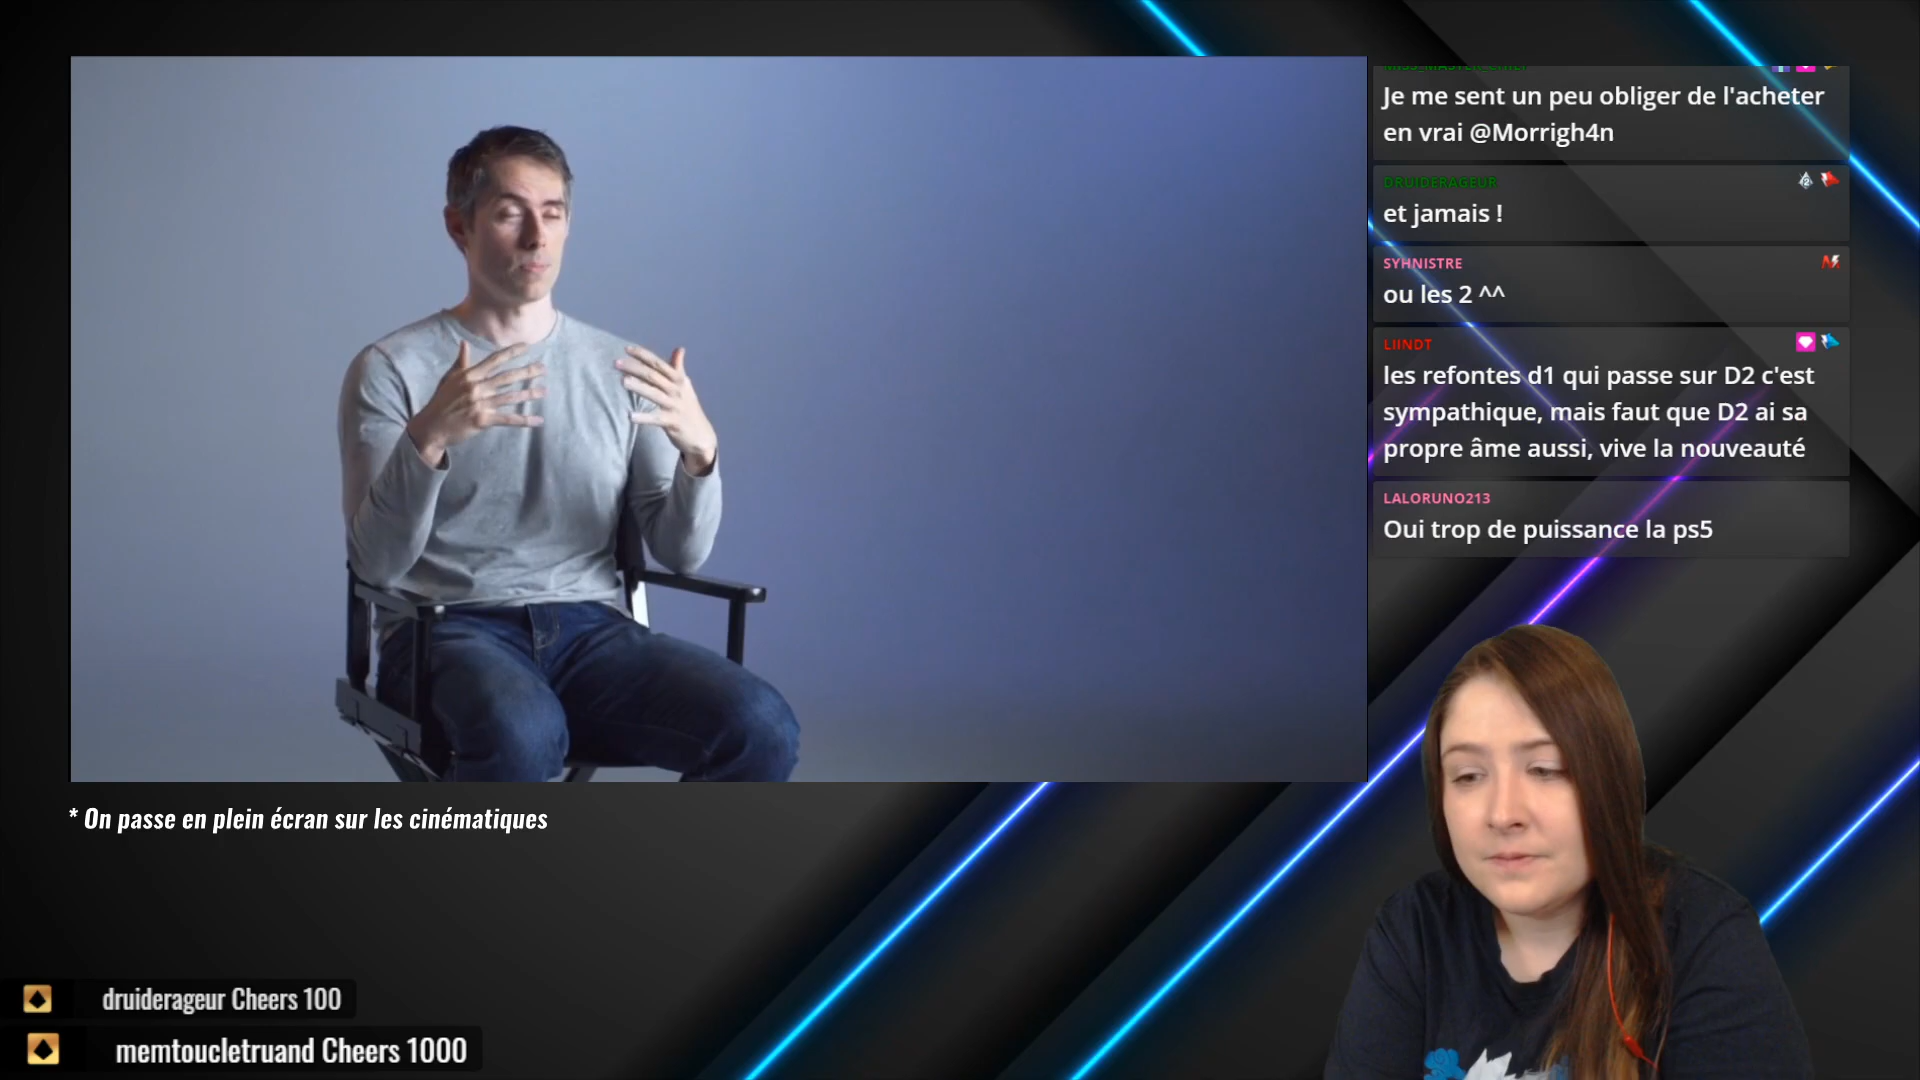 Je me sent un peu obliger de l'acheter
en vrai @Morrigh4n
DRUIDERAGEUR
et jamais !
SYHNISTRE
ou les 2 ^^
LIINDT
les refontes d1 qui passe sur D2 c'est
sympathique, mais faut que D2 ai sa
propre âme aussi, vive la nouveauté
LALORUNO213
Oui trop de puissance la ps5
* On passe en plein écran sur les cinématiques
druiderageur Cheers 100
memtoucletruand Cheers 1000